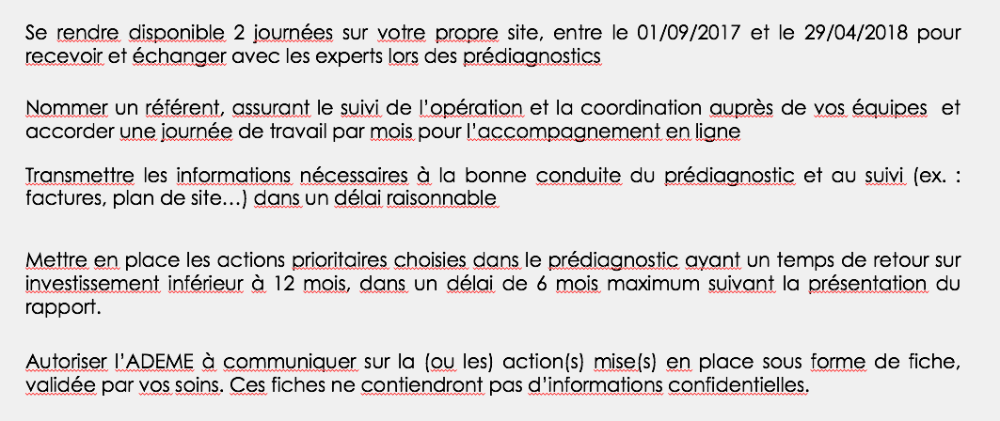 Se rendre disponible 2 journées sur votre propre site, entre le 01/09/2017 et le 29/04/2018 pour
recevoir et échanger avec les experts lors des prédiagnostics
Nommer un référent, assurant le suivi de l'opération et la coordination auprès de vos équipes et
accorder une journée de travail par mois pour l'accompagnement en ligne
Transmettre les informations nécessaires à la bonne conduite du prédiagnostic et au suivi (ex. :
factures, plan de site…) dans un délai raisonnable
Mettre en place les actions prioritaires choisies dans le prédiagnostic ayant un temps de retour sur
investissement inférieur à 12 mois, dans un délai de 6 mois maximum suivant la présentation du
rapport.
Autoriser l'ADEME à communiquer sur la (ou les) action(s) mise(s) en place sous forme de fiche,
validée par vos soins. Ces fiches ne contiendront pas d'informations confidentielles.